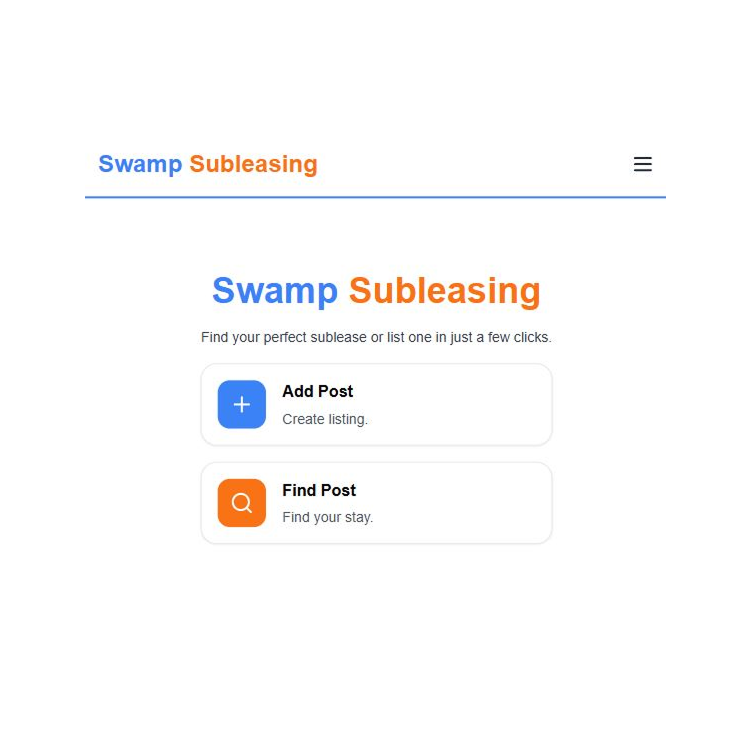 Swamp Subleasing
Swamp Subleasing
Find your perfect sublease or list one in just a few clicks.
Add Post
Create listing.
Find Post
Find your stay.